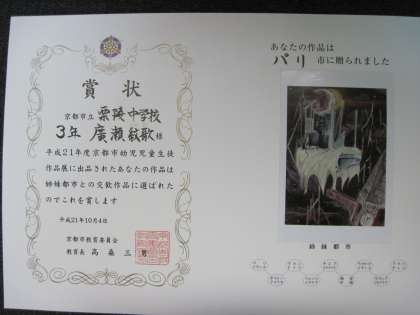 賞状
京都市立 栗陵中学校
3年 廣瀬紋歌 様
平成21年度京都市幼児児童生徒
作品展に出品されたあなたの作品は
姉妹都市との交歓作品に選ばれた
のでこれを賞します
平成21年10月4日
京都市教育委員会
教育長 高桑三男
あなたの作品は
パリ 市に贈られました
姉妹都市